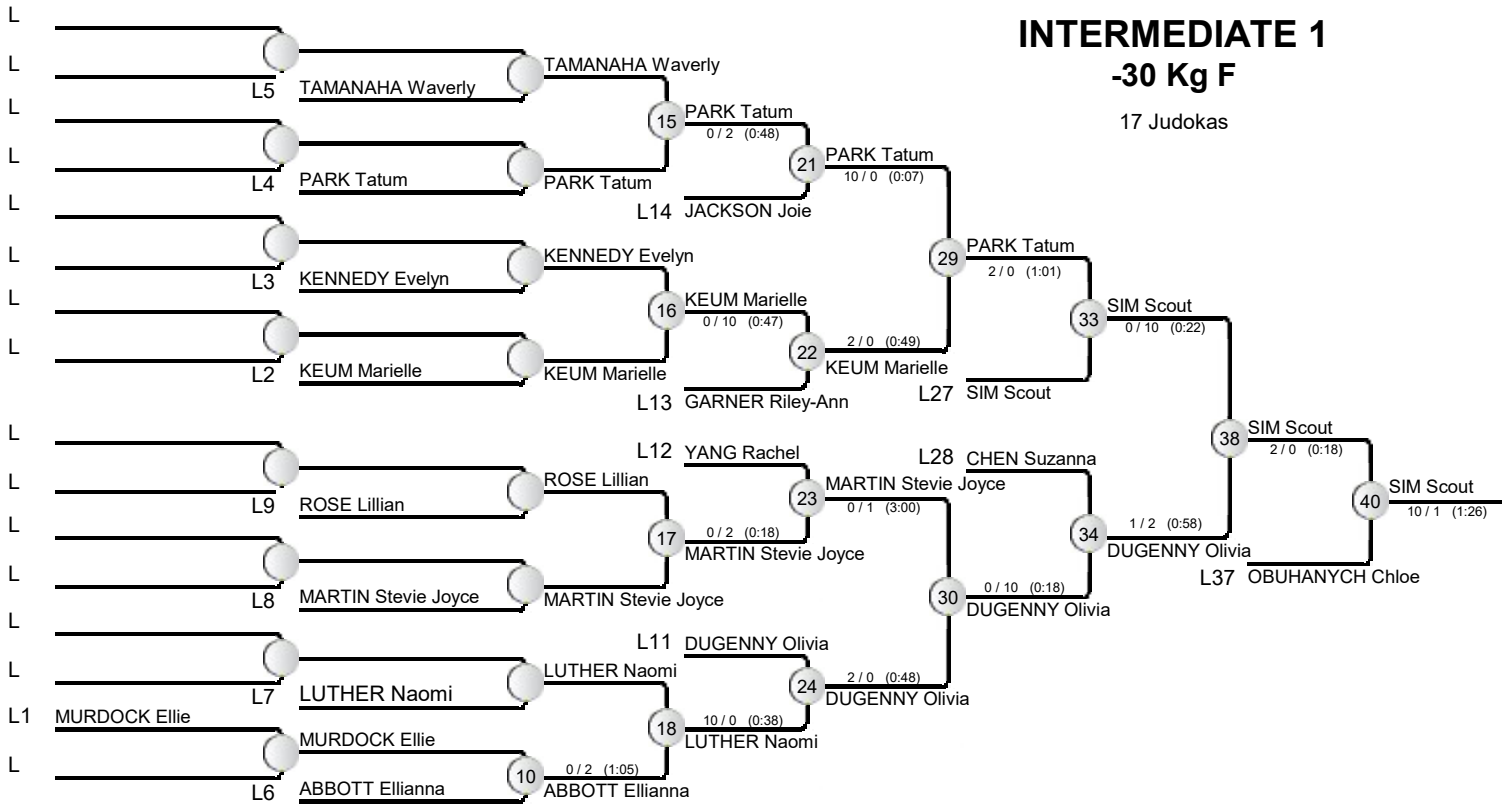 INTERMEDIATE 1
-30 Kg F
17 Judokas
L
L
L5 TAMANAHA Waverly
TAMANAHA Waverly
L
L
L4 PARK Tatum
PARK Tatum
15 PARK Tatum
0 / 2 (0:48)
L14 JACKSON Joie
21 PARK Tatum
10 / 0 (0:07)
L
L
L3 KENNEDY Evelyn
KENNEDY Evelyn
L
L
L2 KEUM Marielle
KEUM Marielle
16 KEUM Marielle
0 / 10 (0:47)
L13 GARNER Riley-Ann
22 2 / 0 (0:49)
KEUM Marielle
29 PARK Tatum
2 / 0 (1:01)
L27 SIM Scout
33 SIM Scout
0 / 10 (0:22)
L
L
L9 ROSE Lillian
ROSE Lillian
L
L
L8 MARTIN Stevie Joyce
MARTIN Stevie Joyce
17 0 / 2 (0:18)
MARTIN Stevie Joyce
L12 YANG Rachel
23 MARTIN Stevie Joyce
0 / 1 (3:00)
L
L
L7 LUTHER Naomi
LUTHER Naomi
L1 MURDOCK Ellie
L
MURDOCK Ellie
L6 ABBOTT Ellianna
10 0 / 2 (1:05)
ABBOTT Ellianna
18 10 / 0 (0:38)
LUTHER Naomi
L11 DUGENNY Olivia
24 2 / 0 (0:48)
DUGENNY Olivia
30 0 / 10 (0:18)
DUGENNY Olivia
L28 CHEN Suzanna
34 1 / 2 (0:58)
DUGENNY Olivia
38 SIM Scout
2 / 0 (0:18)
L37 OBUHANYCH Chloe
40 SIM Scout
10 / 1 (1:26)